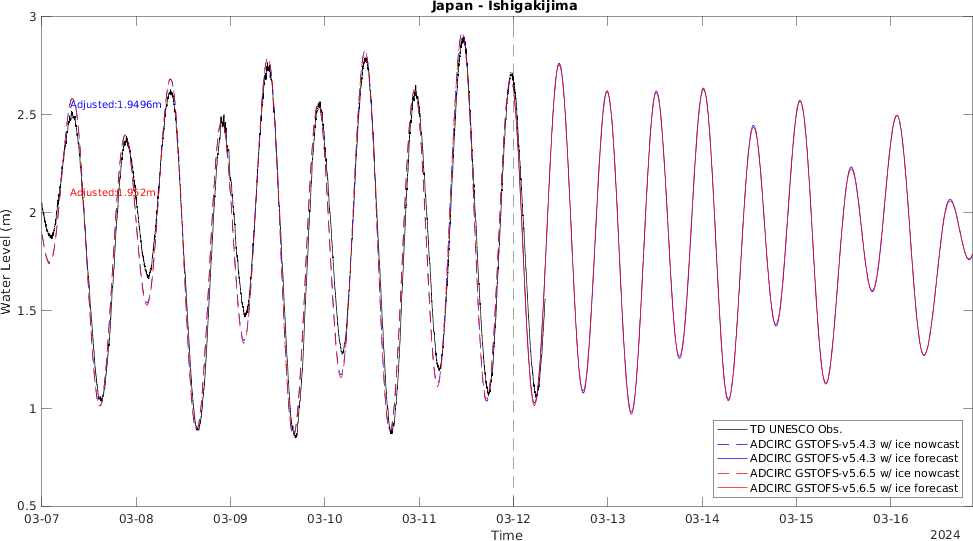 Japan - Ishigakijima
Water Level (m)
3
2.5
2
1.5
1
0.5
Adjusted:1.9496m
Adjusted:1.952m
TD UNESCO Obs.
ADCIRC GSTOFS-v5.4.3 w/ ice nowcast
ADCIRC GSTOFS-v5.4.3 w/ ice forecast
ADCIRC GSTOFS-v5.6.5 w/ ice nowcast
ADCIRC GSTOFS-v5.6.5 w/ ice forecast
03-07 03-08 03-09 03-10 03-11 03-12 03-13 03-14 03-15 03-16
Time
2024